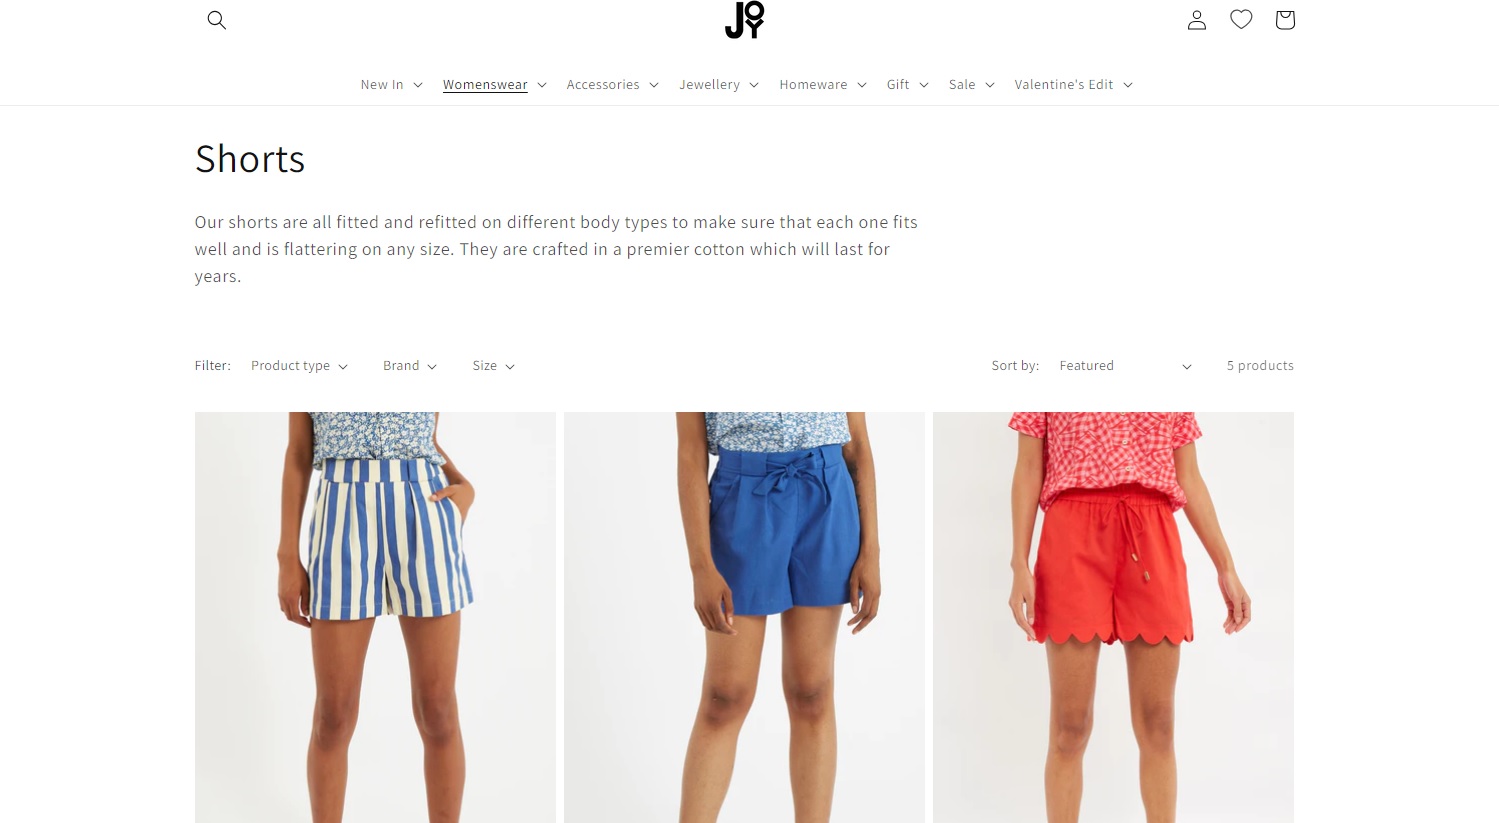 JOY
New In
Womenswear
Accessories
Jewellery
Homeware
Gift
Sale
Valentine's Edit
Shorts
Our shorts are all fitted and refitted on different body types to make sure that each one fits
well and is flattering on any size. They are crafted in a premier cotton which will last for
years.
Filter:
Product type
Brand
Size
Sort by:
Featured
5 products